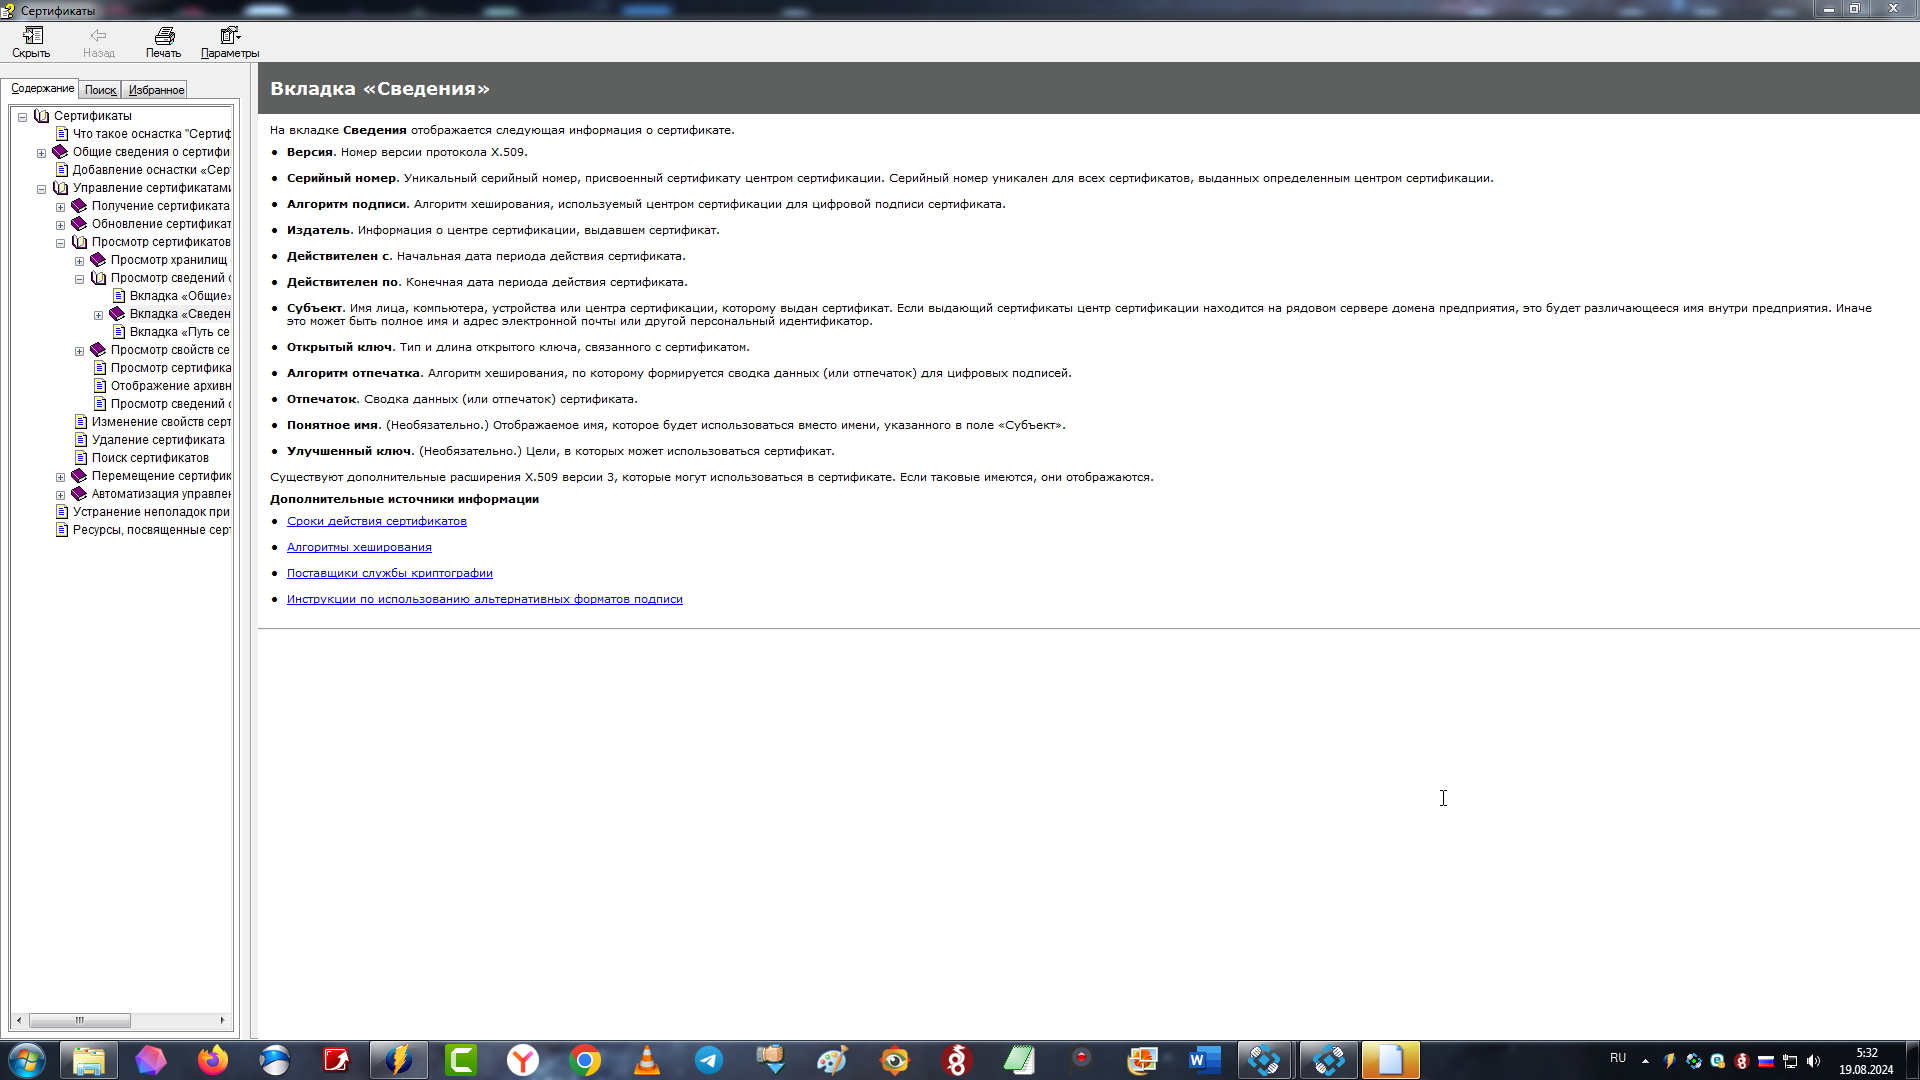 Сертификаты
Скрыть
Назад
Печать
Параметры
Содержание
Поиск
Избранное
Сертификаты
Что такое оснастка "Сертиф
Общие сведения о сертифи
Добавление оснастки «Сер
Управление сертификатами
Получение сертификата
Обновление сертификат
Просмотр сертификатов
Просмотр хранилищ
Просмотр сведений с
Вкладка «Общие»
Вкладка «Сведен
Вкладка «Путь се
Просмотр свойств се
Просмотр сертифика
Отображение архивн
Просмотр сведений с
Изменение свойств серт
Удаление сертификата
Поиск сертификатов
Перемещение сертифик
Автоматизация управлен
Устранение неполадок при
Ресурсы, посвященные сер
Вкладка «Сведения»
На вкладке Сведения отображается следующая информация о сертификате.
• Версия. Номер версии протокола X.509.
• Серийный номер. Уникальный серийный номер, присвоенный сертификату центром сертификации. Серийный номер уникален для всех сертификатов, выданных определенным центром сертификации.
• Алгоритм подписи. Алгоритм хеширования, используемый центром сертификации для цифровой подписи сертификата.
• Издатель. Информация о центре сертификации, выдавшем сертификат.
• Действителен с. Начальная дата периода действия сертификата.
• Действителен по. Конечная дата периода действия сертификата.
• Субъект. Имя лица, компьютера, устройства или центра сертификации, которому выдан сертификат. Если выдающий сертификаты центр сертификации находится на рядовом сервере домена предприятия, это будет различающееся имя внутри предприятия. Иначе
это может быть полное имя и адрес электронной почты или другой персональный идентификатор.
• Открытый ключ. Тип и длина открытого ключа, связанного с сертификатом.
• Алгоритм отпечатка. Алгоритм хеширования, по которому формируется сводка данных (или отпечаток) для цифровых подписей.
• Отпечаток. Сводка данных (или отпечаток) сертификата.
• Понятное имя. (Необязательно.) Отображаемое имя, которое будет использоваться вместо имени, указанного в поле «Субъект».
• Улучшенный ключ. (Необязательно.) Цели, в которых может использоваться сертификат.
Существуют дополнительные расширения X.509 версии 3, которые могут использоваться в сертификате. Если таковые имеются, они отображаются.
Дополнительные источники информации
• Сроки действия сертификатов
• Алгоритмы хеширования
• Поставщики службы криптографии
• Инструкции по использованию альтернативных форматов подписи
RU
5:32
19.08.2024